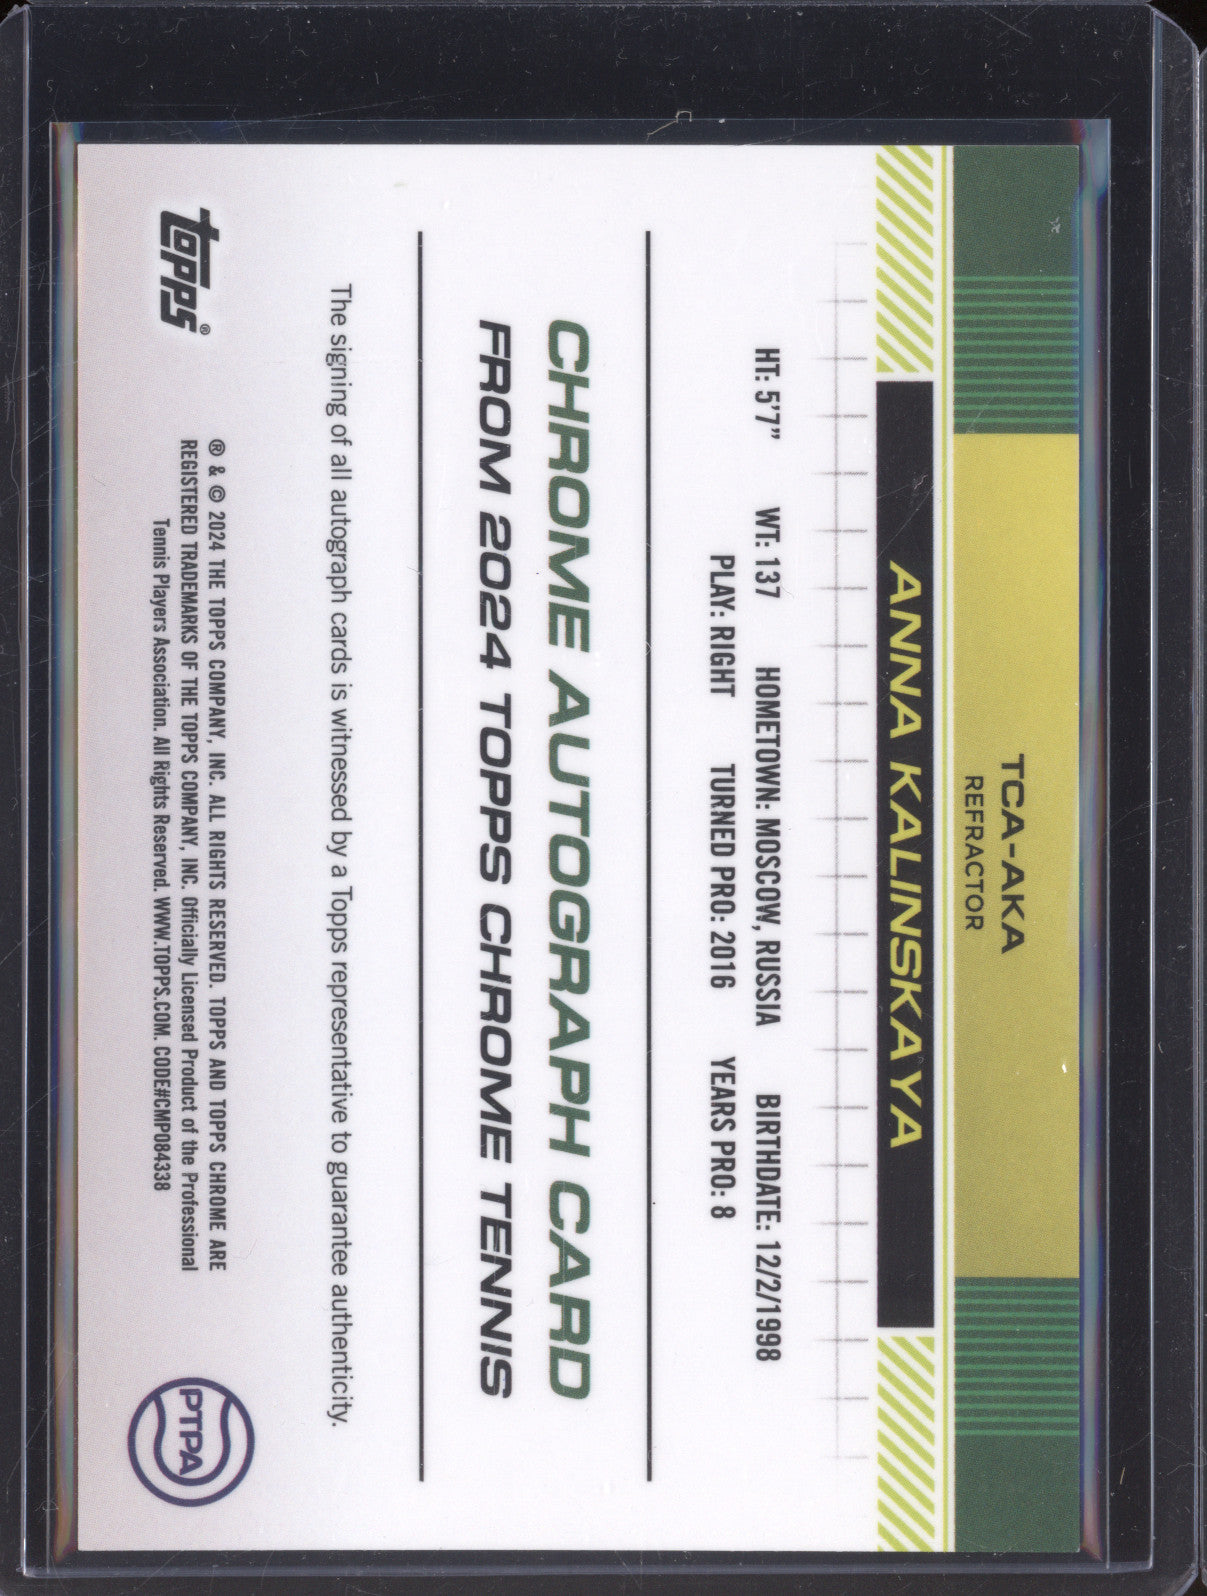 TCA-AKA
REFRACTOR
ANNA KALINSKAYA
HT: 5'7" WT: 137 HOMETOWN: MOSCOW, RUSSIA BIRTHDATE: 12/2/1998
PLAY: RIGHT TURNED PRO: 2016 YEARS PRO: 8
CHROME AUTOGRAPH CARD
FROM 2024 TOPPS CHROME TENNIS
The signing of all autograph cards is witnessed by a Topps representative to guarantee authenticity.
topps®
® & © 2024 THE TOPPS COMPANY, INC. ALL RIGHTS RESERVED. TOPPS AND TOPPS CHROME ARE
REGISTERED TRADEMARKS OF THE TOPPS COMPANY, INC. Officially Licensed Product of the Professional
Tennis Players Association. All Rights Reserved. WWW.TOPPS.COM. CODE#CMP084338
PTPA